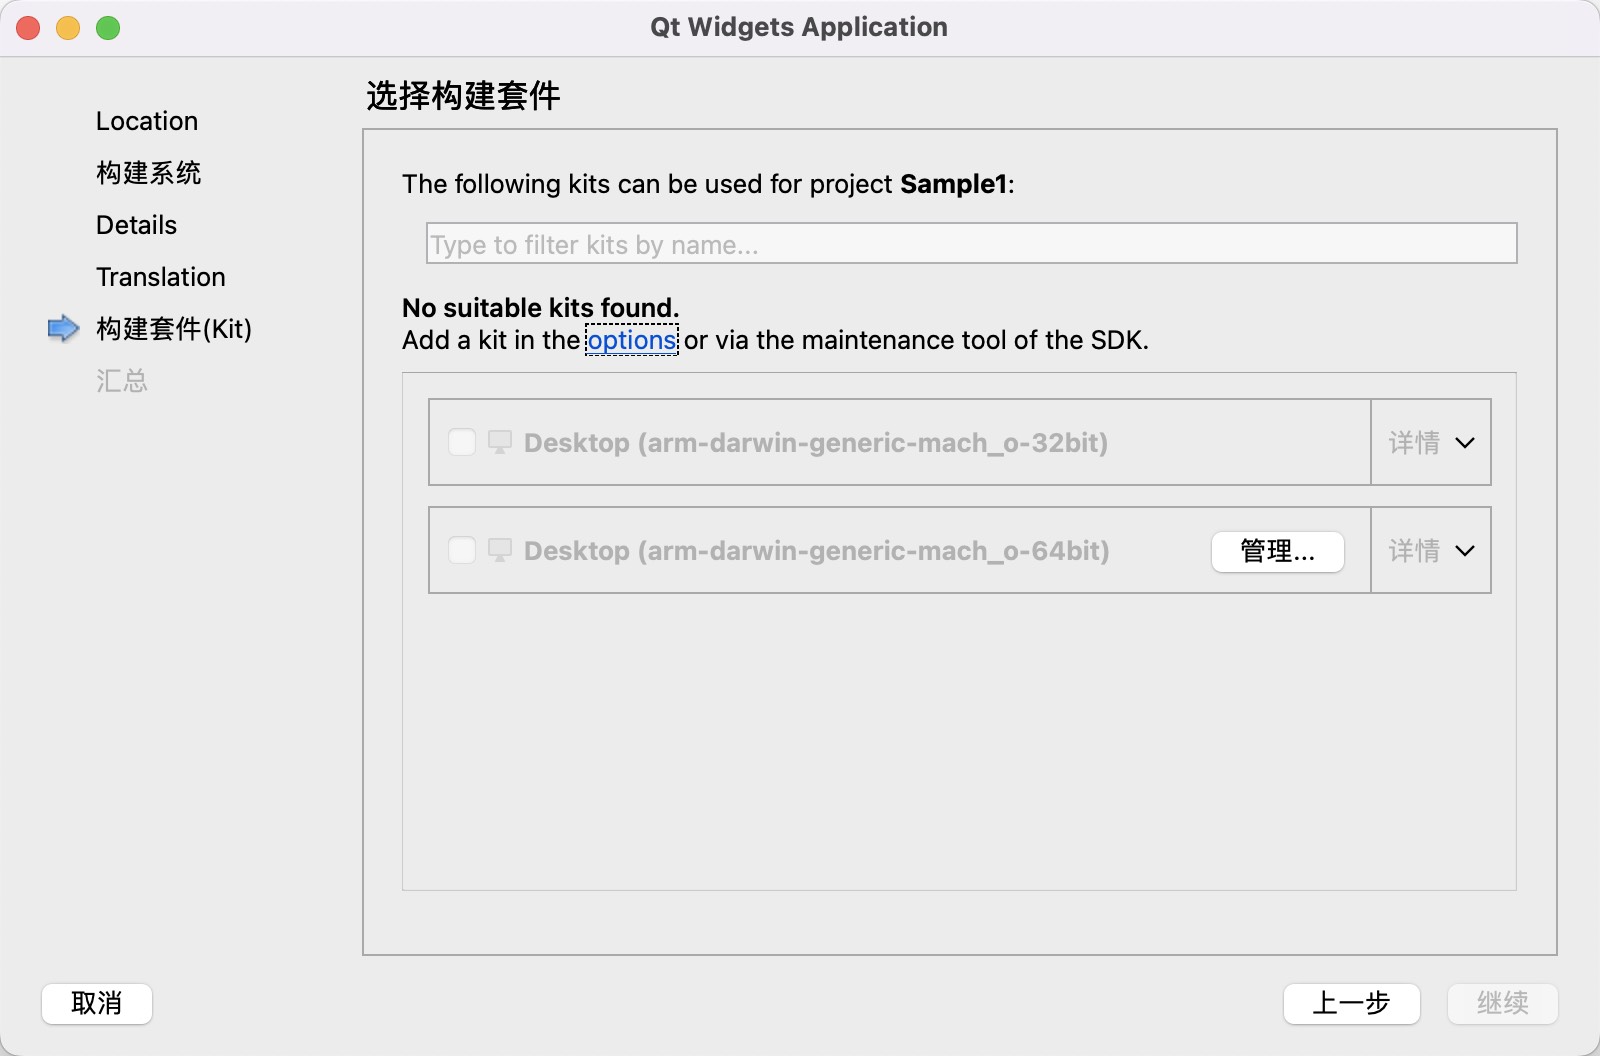 Qt Widgets Application
Location
构建系统
Details
Translation
构建套件(Kit)
汇总
选择构建套件
The following kits can be used for project Sample1:
Type to filter kits by name...
No suitable kits found.
Add a kit in the options or via the maintenance tool of the SDK.
Desktop (arm-darwin-generic-mach_o-32bit) 详情
Desktop (arm-darwin-generic-mach_o-64bit) 管理... 详情
取消 上一步 继续